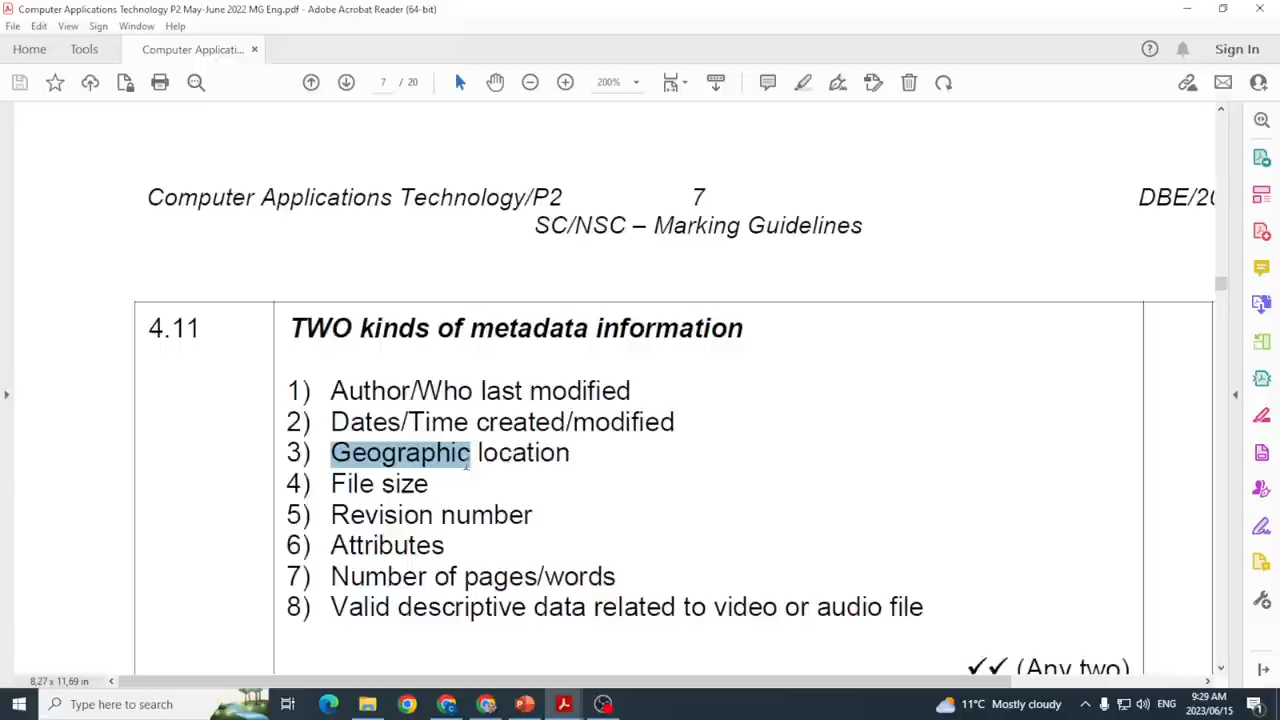 Computer Applications Technology P2 May-June 2022 MG Eng.pdf - Adobe Acrobat Reader (64-bit)
File Edit View Sign Window Help
Home Tools Computer Applicati... × Sign In
7 / 20 200%
Computer Applications Technology/P2 7 DBE/20
SC/NSC – Marking Guidelines
4.11 TWO kinds of metadata information
1) Author/Who last modified
2) Dates/Time created/modified
3) Geographic location
4) File size
5) Revision number
6) Attributes
7) Number of pages/words
8) Valid descriptive data related to video or audio file
✓✓ (Any two)
8,27 x 11,69 in
Type here to search 11°C Mostly cloudy ENG 9:29 AM
2023/06/15